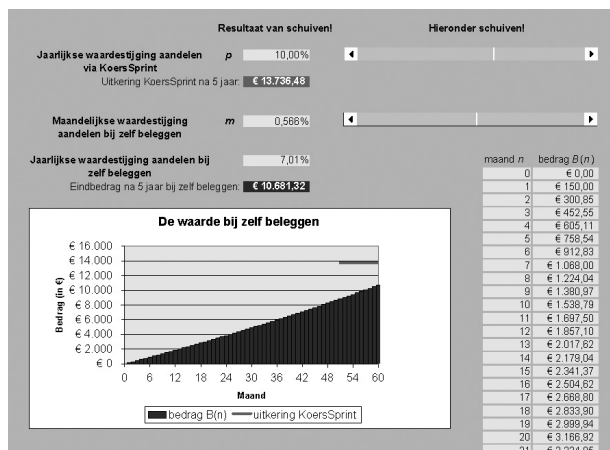 Resultaat van schuiven!
Hieronder schuiven!
Jaarlijkse waardestijging aandelen via KoersSprint p 10,00%
Uitkering KoersSprint na 5 jaar: € 13.736,48
Maandelijkse waardestijging aandelen bij zelf beleggen m 0,566%
Jaarlijkse waardestijging aandelen bij zelf beleggen 7,01%
Eindbedrag na 5 jaar bij zelf beleggen: € 10.681,32
De waarde bij zelf beleggen
Bedrag (in €)
€ 16.000
€ 14.000
€ 12.000
€ 10.000
€ 8.000
€ 6.000
€ 4.000
€ 2.000
€ 0
0 6 12 18 24 30 36 42 48 54 60
Maand
bedrag B(n) uitkering KoersSprint
maand n bedrag B(n)
0 € 0,00
1 € 150,00
2 € 300,85
3 € 452,55
4 € 605,11
5 € 758,54
6 € 912,83
7 € 1.068,00
8 € 1.224,04
9 € 1.380,97
10 € 1.538,79
11 € 1.697,50
12 € 1.857,10
13 € 2.017,62
14 € 2.179,04
15 € 2.341,37
16 € 2.504,62
17 € 2.668,80
18 € 2.833,90
19 € 2.999,94
20 € 3.166,92